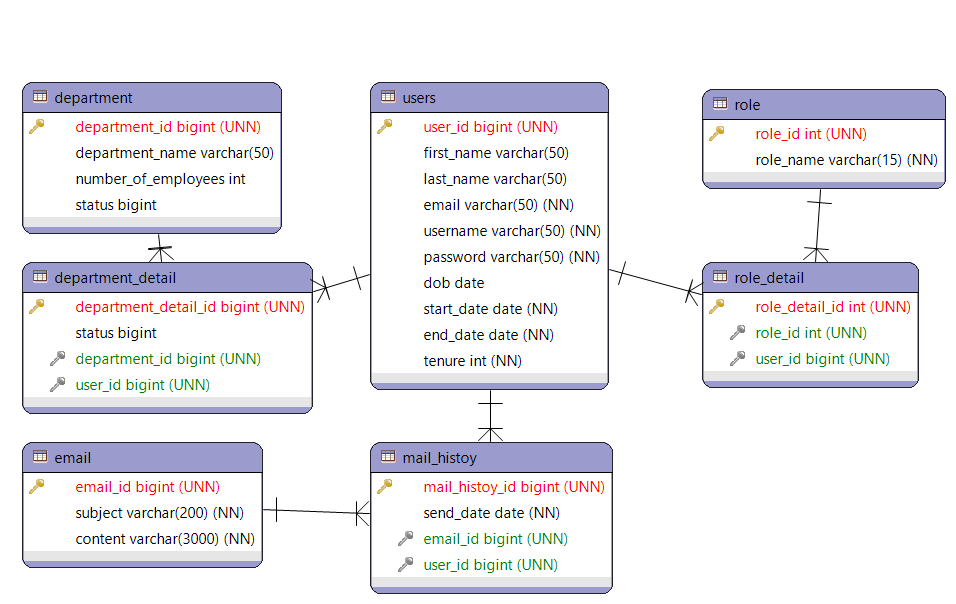 department
department_id bigint (UNN)
department_name varchar(50)
number_of_employees int
status bigint
users
user_id bigint (UNN)
first_name varchar(50)
last_name varchar(50)
email varchar(50) (NN)
username varchar(50) (NN)
password varchar(50) (NN)
dob date
start_date date (NN)
end_date date (NN)
tenure int (NN)
role
role_id int (UNN)
role_name varchar(15) (NN)
department_detail
department_detail_id bigint (UNN)
status bigint
department_id bigint (UNN)
user_id bigint (UNN)
role_detail
role_detail_id int (UNN)
role_id int (UNN)
user_id bigint (UNN)
email
email_id bigint (UNN)
subject varchar(200) (NN)
content varchar(3000) (NN)
mail_histoy
mail_histoy_id bigint (UNN)
send_date date (NN)
email_id bigint (UNN)
user_id bigint (UNN)